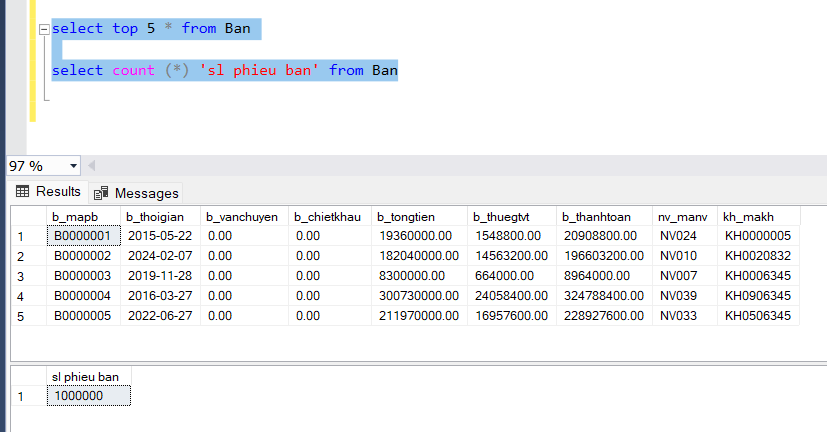 select top 5 * from Ban
select count (*) 'sl phieu ban' from Ban
97 %
Results Messages
b_mapb b_thoigian b_vanchuyen b_chietkhau b_tongtien b_thuegtvt b_thanhtoan nv_manv kh_makh
1 B0000001 2015-05-22 0.00 0.00 19360000.00 1548800.00 20908800.00 NV024 KH0000005
2 B0000002 2024-02-07 0.00 0.00 182040000.00 14563200.00 196603200.00 NV010 KH0020832
3 B0000003 2019-11-28 0.00 0.00 8300000.00 664000.00 8964000.00 NV007 KH0006345
4 B0000004 2016-03-27 0.00 0.00 300730000.00 24058400.00 324788400.00 NV039 KH0906345
5 B0000005 2022-06-27 0.00 0.00 211970000.00 16957600.00 228927600.00 NV033 KH0506345
sl phieu ban
1 1000000